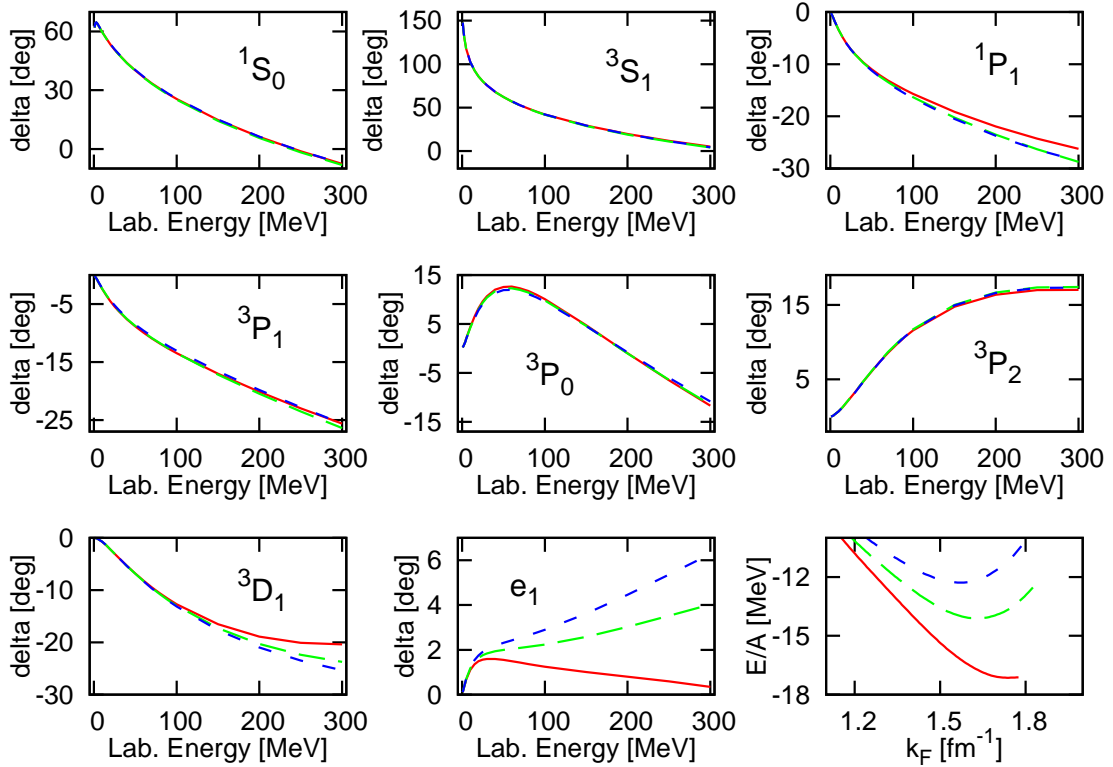 delta [deg]
60
30
0
¹S₀
0 100 200 300
Lab. Energy [MeV]
delta [deg]
150
100
50
0
³S₁
0 100 200 300
Lab. Energy [MeV]
delta [deg]
0
-10
-20
-30
¹P₁
0 100 200 300
Lab. Energy [MeV]
delta [deg]
-5
-15
-25
³P₁
0 100 200 300
Lab. Energy [MeV]
delta [deg]
15
5
-5
-15
³P₀
0 100 200 300
Lab. Energy [MeV]
delta [deg]
15
5
³P₂
0 100 200 300
Lab. Energy [MeV]
delta [deg]
0
-10
-20
-30
³D₁
0 100 200 300
Lab. Energy [MeV]
delta [deg]
6
4
2
0
e₁
0 100 200 300
Lab. Energy [MeV]
E/A [MeV]
-12
-15
-18
1.2 1.5 1.8
k_F [fm⁻¹]